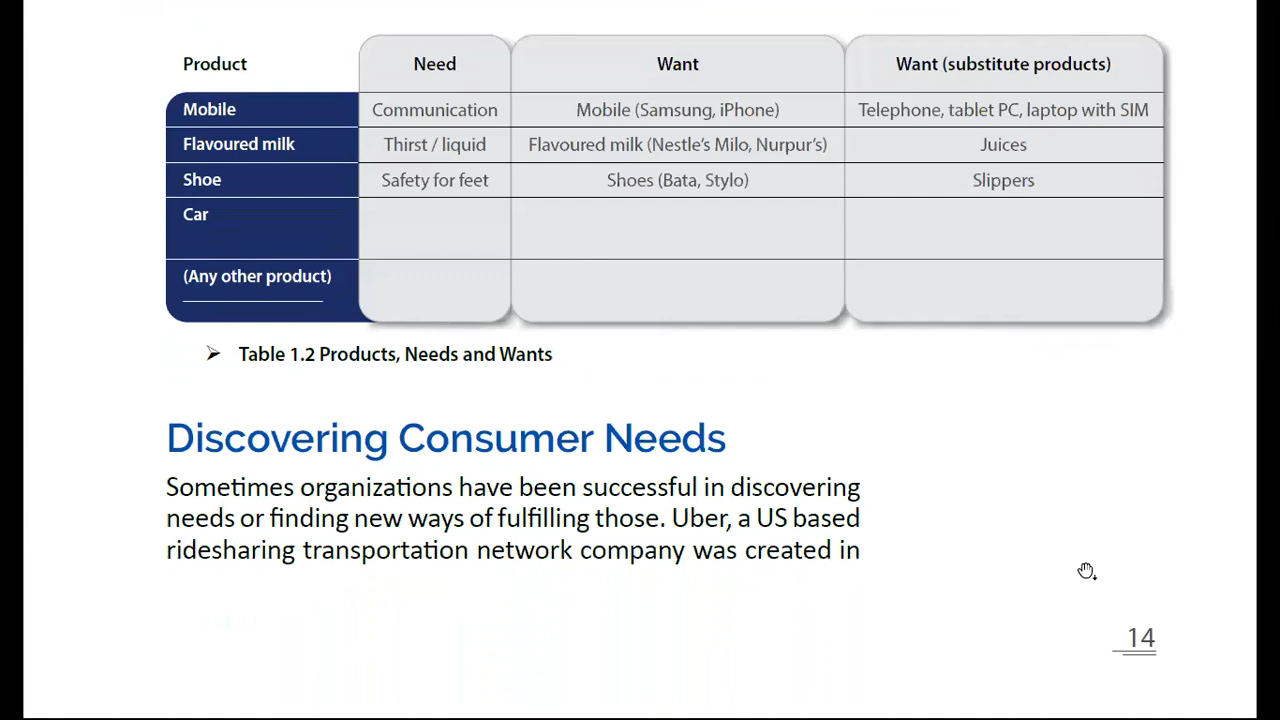 Product Need Want Want (substitute products)
Mobile Communication Mobile (Samsung, iPhone) Telephone, tablet PC, laptop with SIM
Flavoured milk Thirst / liquid Flavoured milk (Nestle's Milo, Nurpur's) Juices
Shoe Safety for feet Shoes (Bata, Stylo) Slippers
Car
(Any other product)
➢ Table 1.2 Products, Needs and Wants
Discovering Consumer Needs
Sometimes organizations have been successful in discovering
needs or finding new ways of fulfilling those. Uber, a US based
ridesharing transportation network company was created in
14